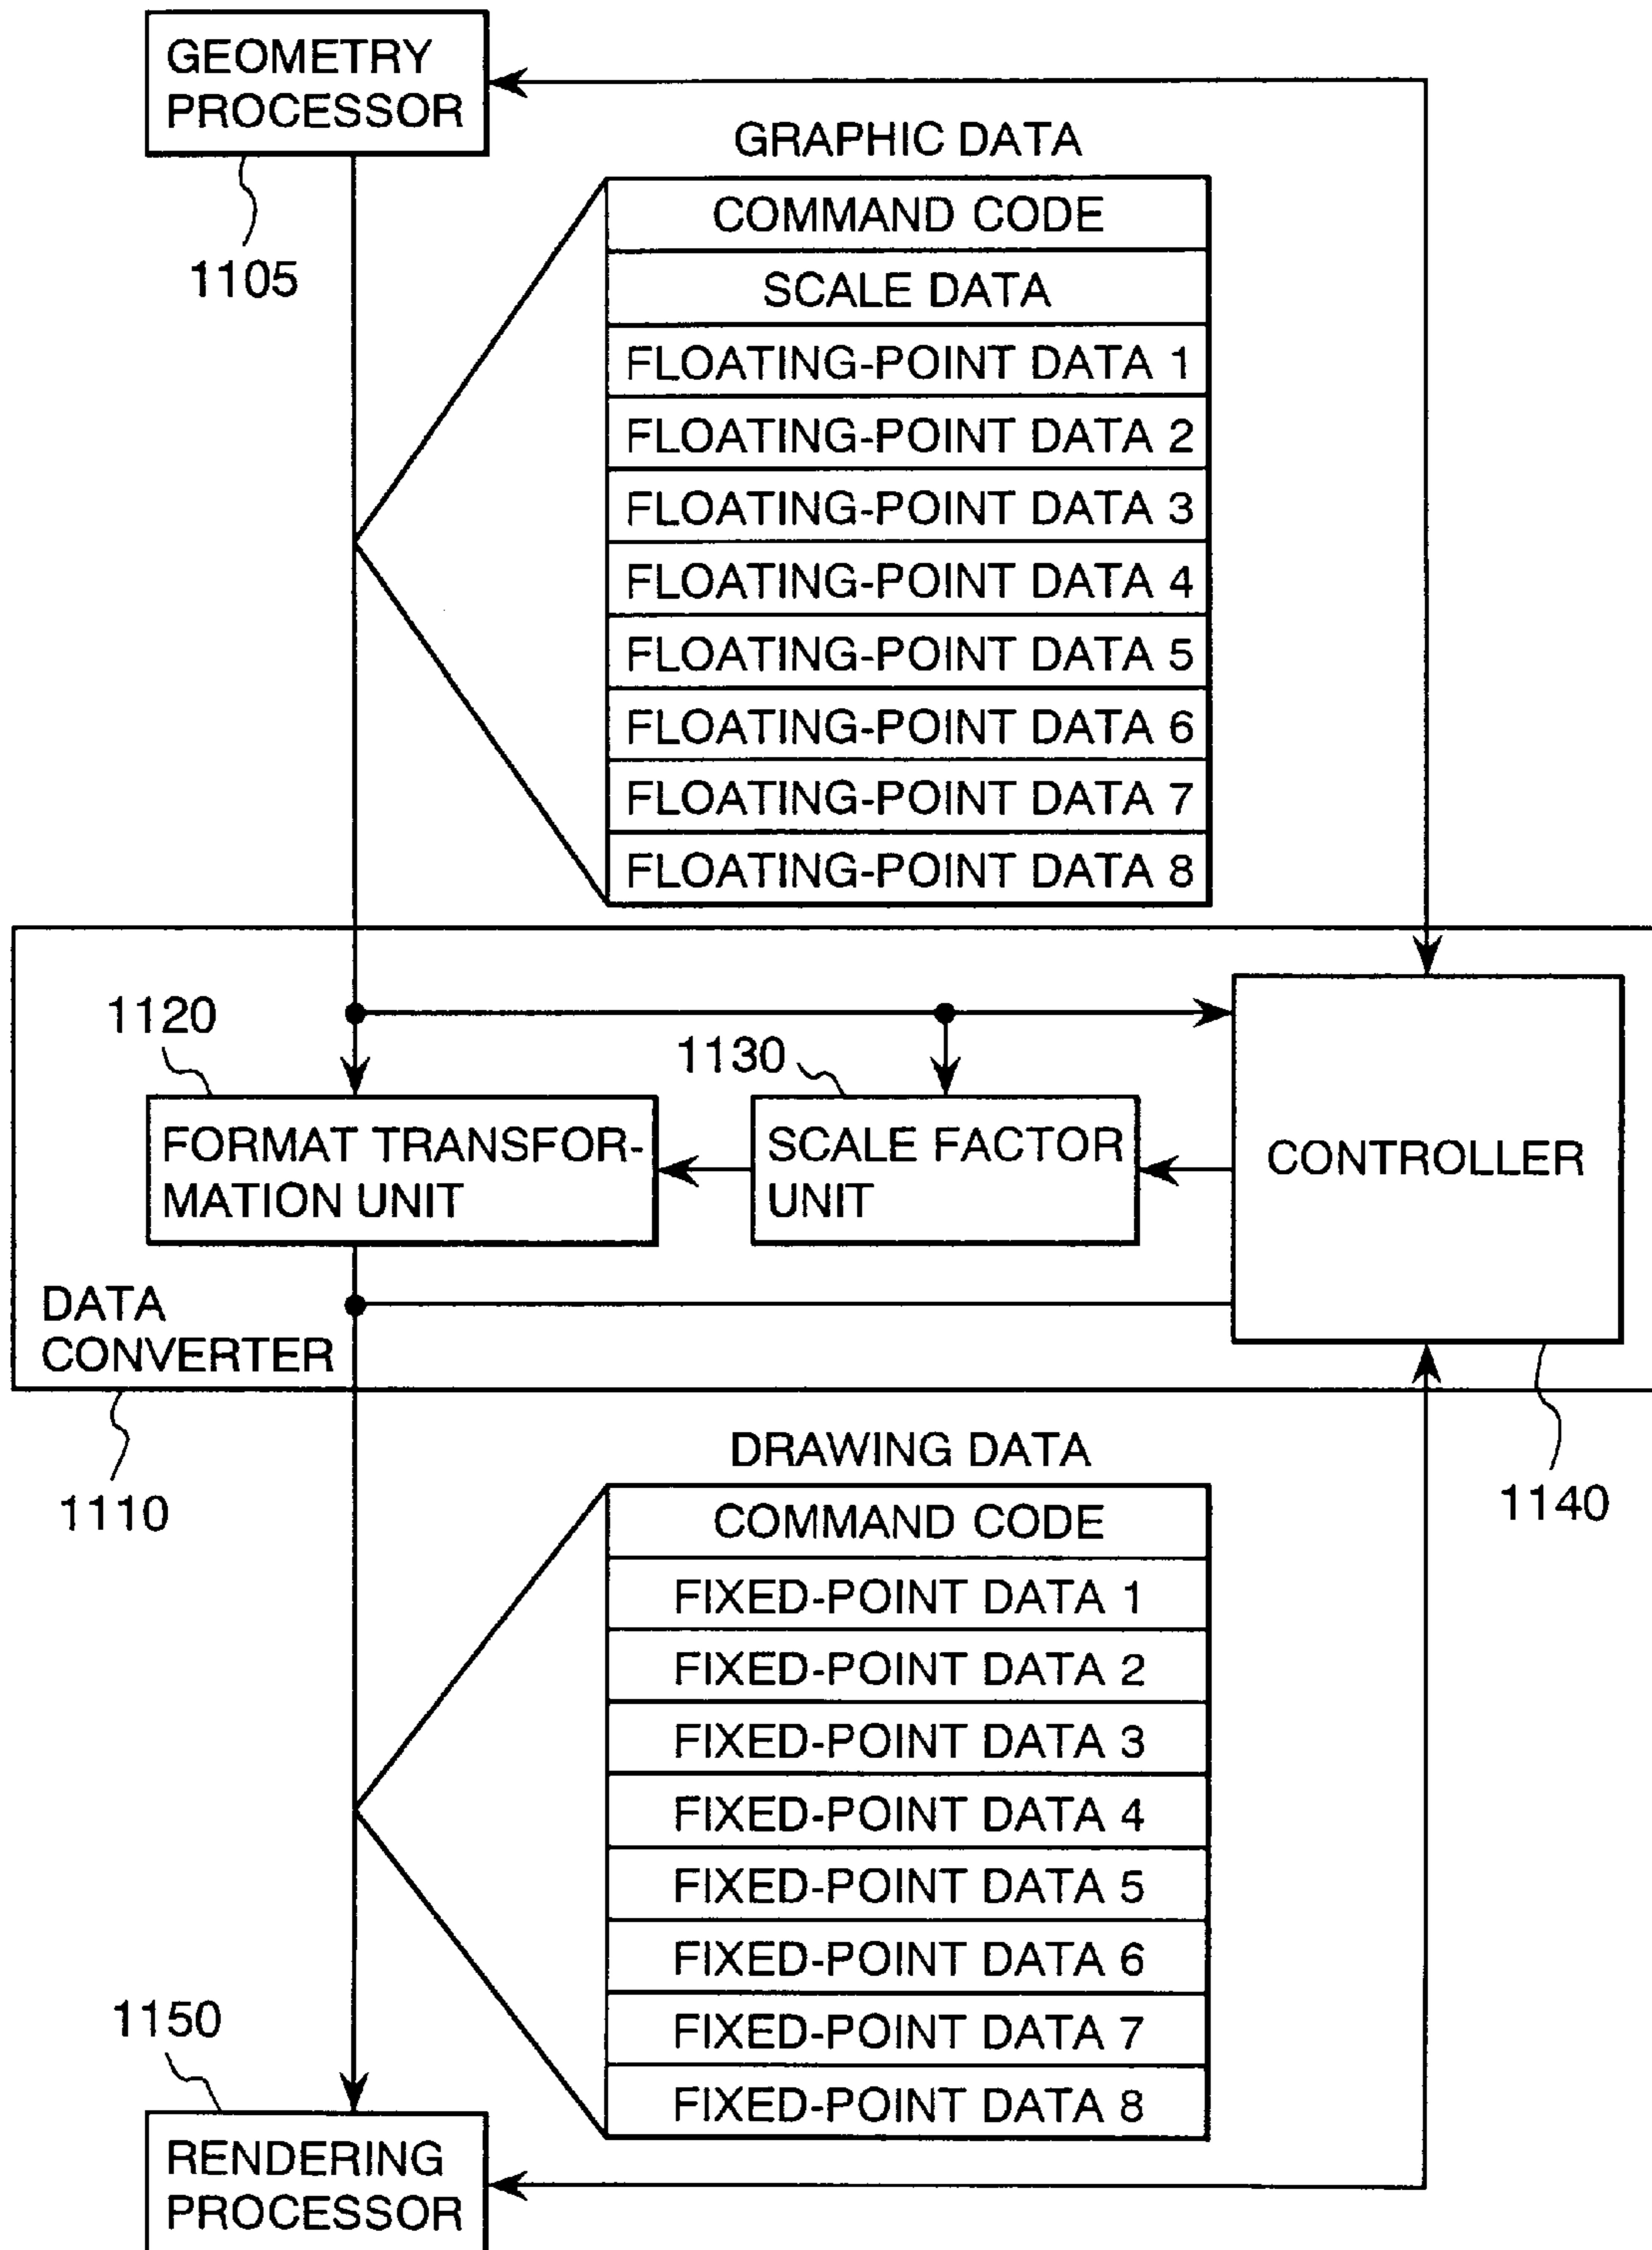 GEOMETRY
PROCESSOR
1105
GRAPHIC DATA
COMMAND CODE
SCALE DATA
FLOATING-POINT DATA 1
FLOATING-POINT DATA 2
FLOATING-POINT DATA 3
FLOATING-POINT DATA 4
FLOATING-POINT DATA 5
FLOATING-POINT DATA 6
FLOATING-POINT DATA 7
FLOATING-POINT DATA 8
1120
1130
FORMAT TRANSFOR-
MATION UNIT
SCALE FACTOR
UNIT
CONTROLLER
DATA
CONVERTER
1110
1140
DRAWING DATA
COMMAND CODE
FIXED-POINT DATA 1
FIXED-POINT DATA 2
FIXED-POINT DATA 3
FIXED-POINT DATA 4
FIXED-POINT DATA 5
FIXED-POINT DATA 6
FIXED-POINT DATA 7
FIXED-POINT DATA 8
1150
RENDERING
PROCESSOR